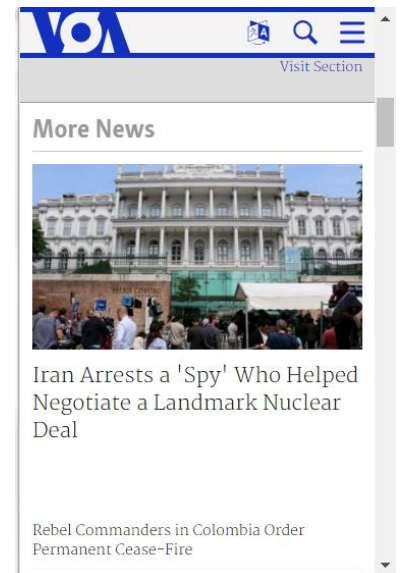 VOA
Visit Section
More News
Iran Arrests a 'Spy' Who Helped
Negotiate a Landmark Nuclear
Deal
Rebel Commanders in Colombia Order
Permanent Cease-Fire